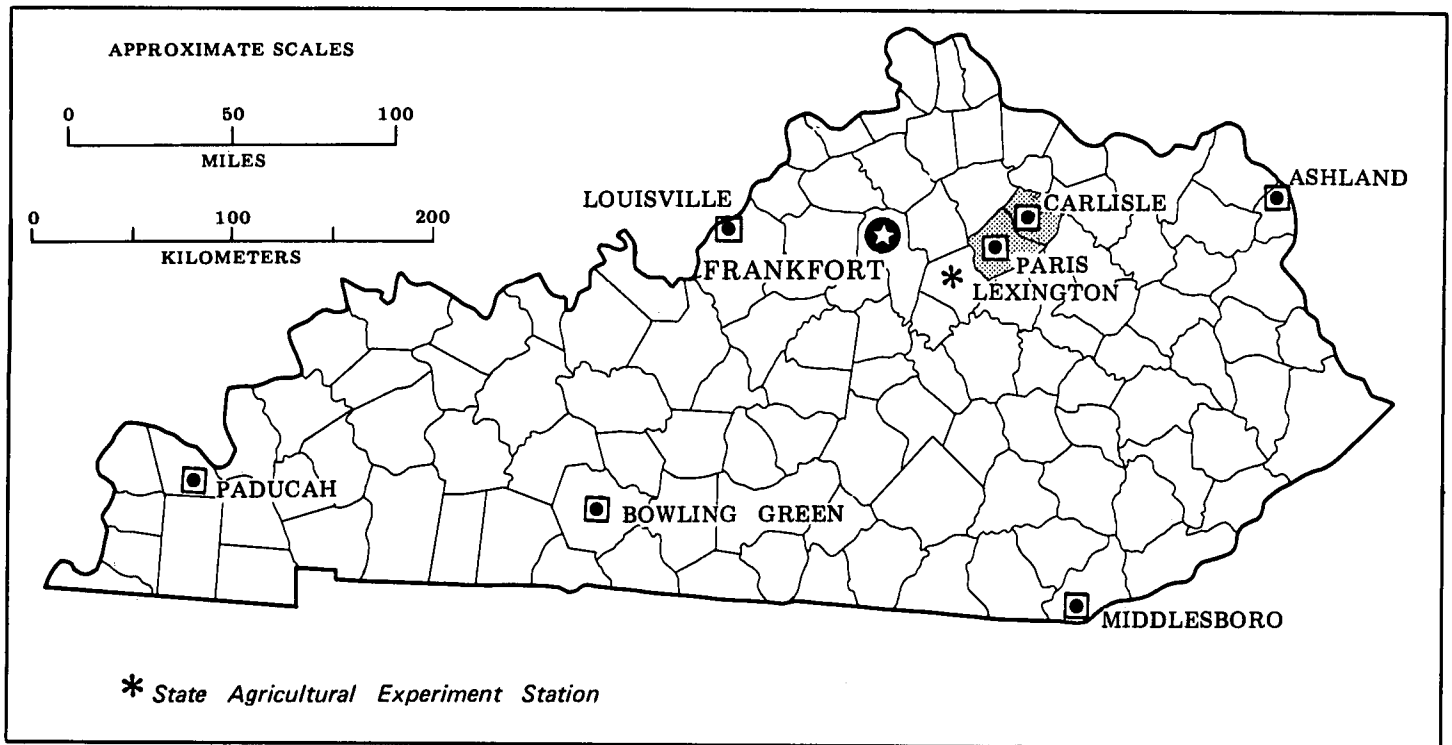 APPROXIMATE SCALES
0 50 100
MILES
0 100 200
KILOMETERS
LOUISVILLE
ASHLAND
CARLISLE
FRANKFORT
PARIS
LEXINGTON
PADUCAH
BOWLING GREEN
MIDDLESBORO
* State Agricultural Experiment Station